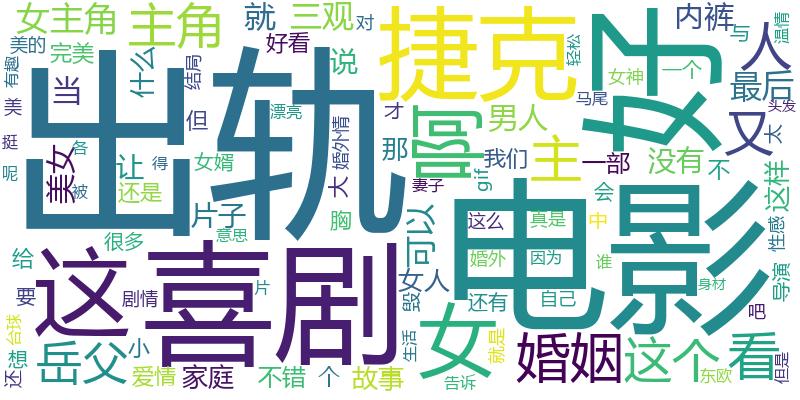 女主角 主角 就 三观 对 捷克 好 内裤 人 温情
美的 完美 什么 结局 好看 说 轻松 女神 一个 与 最后
有趣 当 出轨 漂亮 才 啊 男人 马尾 又 头发
美 但 那 太
挺 美女 各 女婿 婚外情 我们 主 一部 没有 不
呢 被 让 得 大 妻子 gif 会 这样
还是 片子 胸 可以 这么 真是 中 性感
很多 意思 电影 婚外 因为 谁 导演
给 这 喜剧 女人 还有 自己 身材
要 剧情 片 毁 吧
台球 想 小 生活 女 就是 婚姻 这个 看 但是
还 岳父 爱情 家庭 不错 个 故事 告诉 东欧